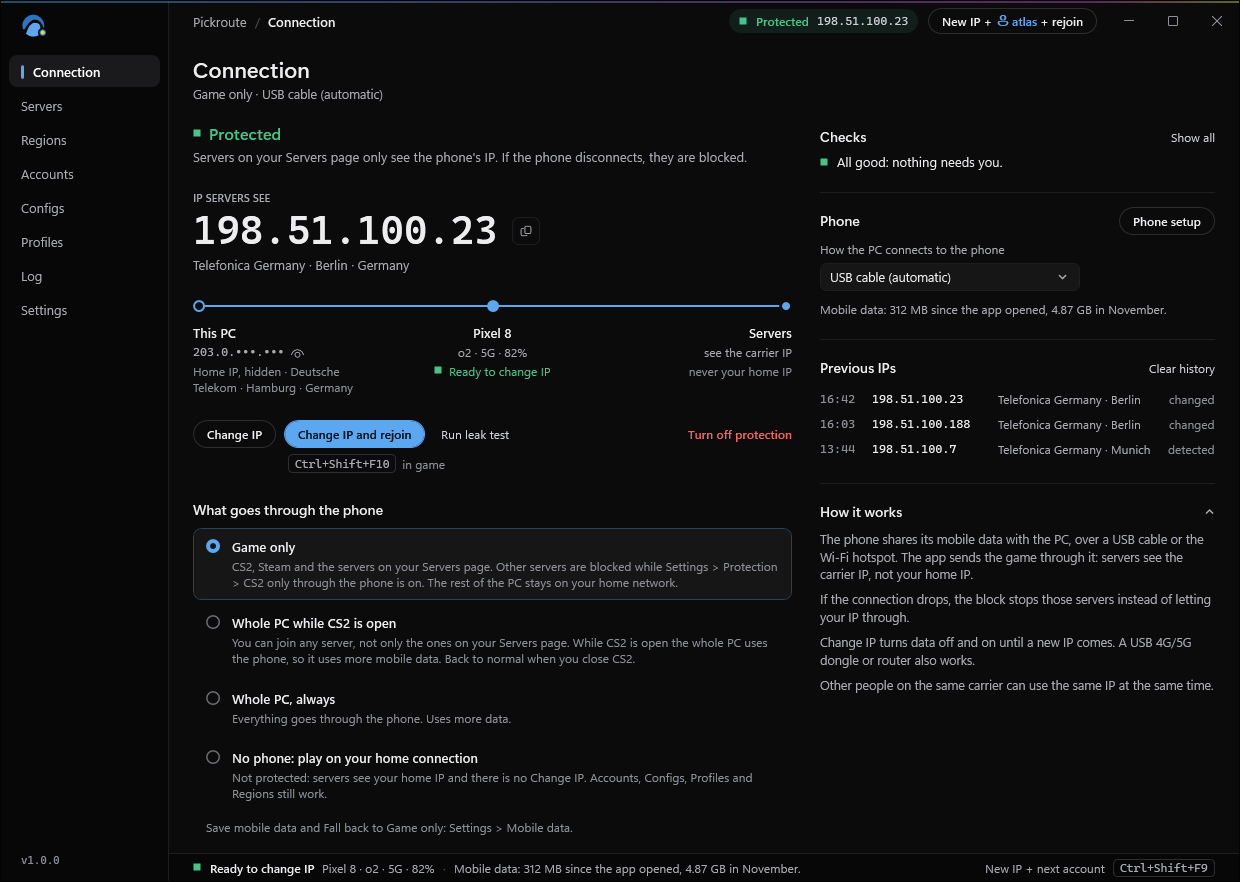 Pickroute / Connection
Protected 198.51.100.23
New IP + atlas + rejoin
Connection
Servers
Regions
Accounts
Configs
Profiles
Log
Settings
v1.0.0
Connection
Game only · USB cable (automatic)
Protected
Servers on your Servers page only see the phone's IP. If the phone disconnects, they are blocked.
IP SERVERS SEE
198.51.100.23
Telefonica Germany · Berlin · Germany
This PC
203.0.•••.•••
Home IP, hidden · Deutsche
Telekom · Hamburg · Germany
Pixel 8
o2 · 5G · 82%
Ready to change IP
Servers
see the carrier IP
never your home IP
Change IP
Change IP and rejoin
Run leak test
Turn off protection
Ctrl+Shift+F10 in game
What goes through the phone
Game only
CS2, Steam and the servers on your Servers page. Other servers are blocked while Settings > Protection
> CS2 only through the phone is on. The rest of the PC stays on your home network.
Whole PC while CS2 is open
You can join any server, not only the ones on your Servers page. While CS2 is open the whole PC uses
the phone, so it uses more mobile data. Back to normal when you close CS2.
Whole PC, always
Everything goes through the phone. Uses more data.
No phone: play on your home connection
Not protected: servers see your home IP and there is no Change IP. Accounts, Configs, Profiles and
Regions still work.
Save mobile data and Fall back to Game only: Settings > Mobile data.
Checks
Show all
All good: nothing needs you.
Phone
Phone setup
How the PC connects to the phone
USB cable (automatic)
Mobile data: 312 MB since the app opened, 4.87 GB in November.
Previous IPs
Clear history
16:42 198.51.100.23 Telefonica Germany · Berlin changed
16:03 198.51.100.188 Telefonica Germany · Berlin changed
13:44 198.51.100.7 Telefonica Germany · Munich detected
How it works
The phone shares its mobile data with the PC, over a USB cable or the
Wi-Fi hotspot. The app sends the game through it: servers see the
carrier IP, not your home IP.
If the connection drops, the block stops those servers instead of letting
your IP through.
Change IP turns data off and on until a new IP comes. A USB 4G/5G
dongle or router also works.
Other people on the same carrier can use the same IP at the same time.
Ready to change IP Pixel 8 · o2 · 5G · 82% · Mobile data: 312 MB since the app opened, 4.87 GB in November.
New IP + next account Ctrl+Shift+F9